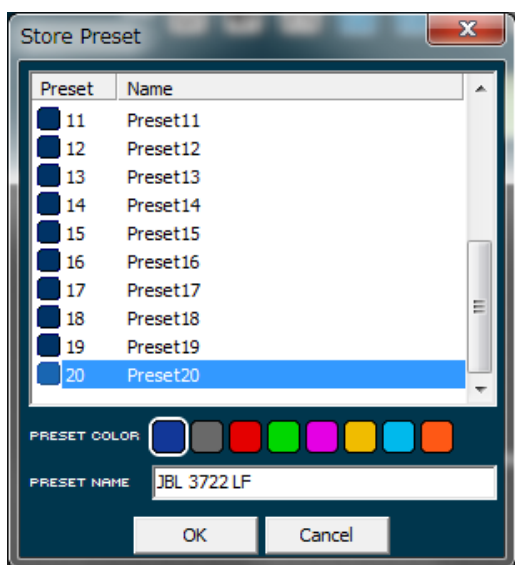 Store Preset
Preset Name
11 Preset11
12 Preset12
13 Preset13
14 Preset14
15 Preset15
16 Preset16
17 Preset17
18 Preset18
19 Preset19
20 Preset20
PRESET COLOR
PRESET NAME JBL 3722 LF
OK Cancel